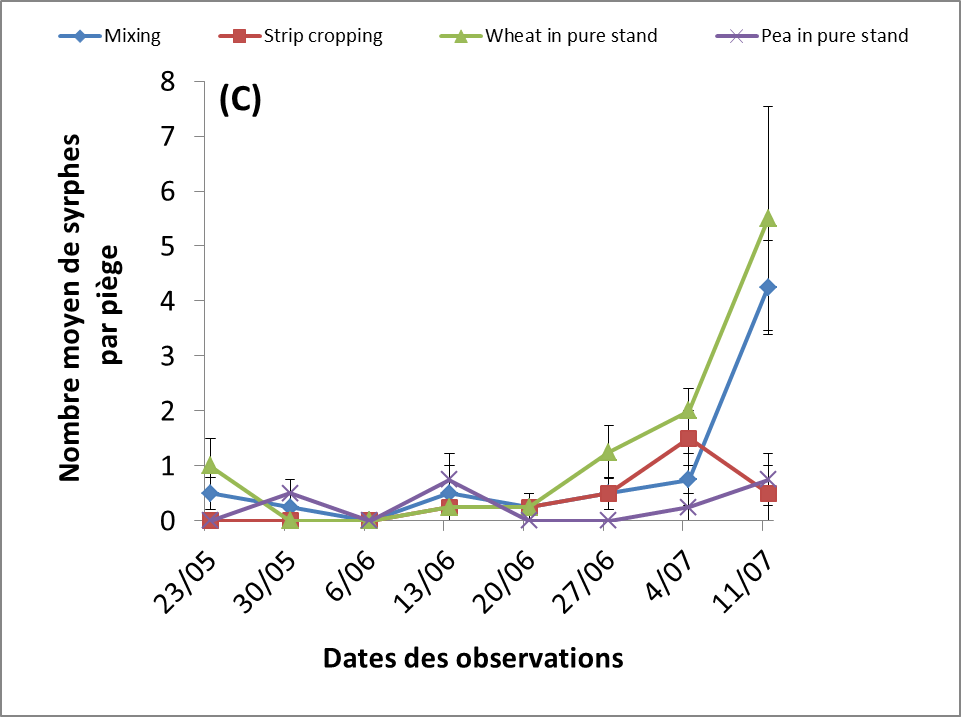 Mixing Strip cropping Wheat in pure stand Pea in pure stand
(C)
Nombre moyen de syrphes
par piège
8
7
6
5
4
3
2
1
0
23/05 30/05 6/06 13/06 20/06 27/06 4/07 11/07
Dates des observations